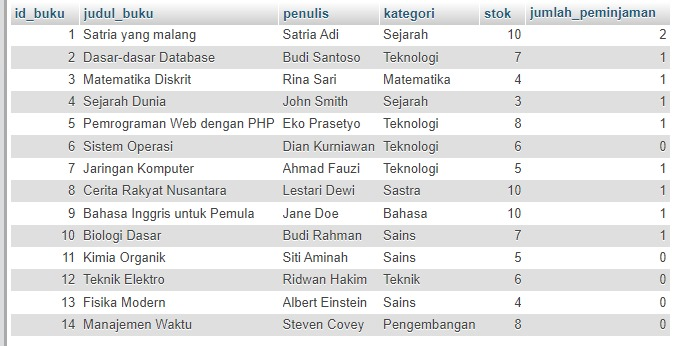 id_buku judul_buku penulis kategori stok jumlah_peminjaman
1 Satria yang malang Satria Adi Sejarah 10 2
2 Dasar-dasar Database Budi Santoso Teknologi 7 1
3 Matematika Diskrit Rina Sari Matematika 4 1
4 Sejarah Dunia John Smith Sejarah 3 1
5 Pemrograman Web dengan PHP Eko Prasetyo Teknologi 8 1
6 Sistem Operasi Dian Kurniawan Teknologi 6 0
7 Jaringan Komputer Ahmad Fauzi Teknologi 5 1
8 Cerita Rakyat Nusantara Lestari Dewi Sastra 10 1
9 Bahasa Inggris untuk Pemula Jane Doe Bahasa 10 1
10 Biologi Dasar Budi Rahman Sains 7 1
11 Kimia Organik Siti Aminah Sains 5 0
12 Teknik Elektro Ridwan Hakim Teknik 6 0
13 Fisika Modern Albert Einstein Sains 4 0
14 Manajemen Waktu Steven Covey Pengembangan 8 0